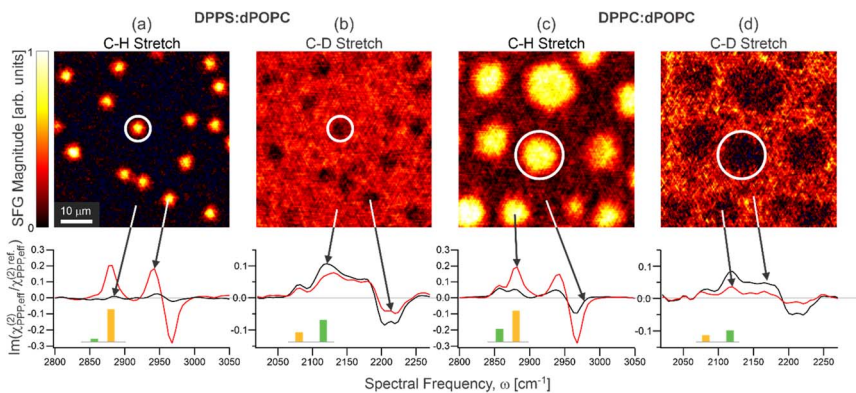 DPPS:dPOPC DPPC:dPOPC
(a) (b) (c) (d)
C-H Stretch C-D Stretch C-H Stretch C-D Stretch
SFG Magnitude [arb. units]
1
0
10 μm
Im(χ(2)PPP,eff/χ(2) ref.PPP,eff)
0.3
0.2
0.1
0.0
-0.1
-0.2
-0.3
2800 2850 2900 2950 3000 3050
0.1
0.0
-0.1
2050 2100 2150 2200 2250
0.3
0.2
0.1
0.0
-0.1
-0.2
-0.3
2800 2850 2900 2950 3000 3050
0.1
0.0
-0.1
2050 2100 2150 2200 2250
Spectral Frequency, ω [cm-1]